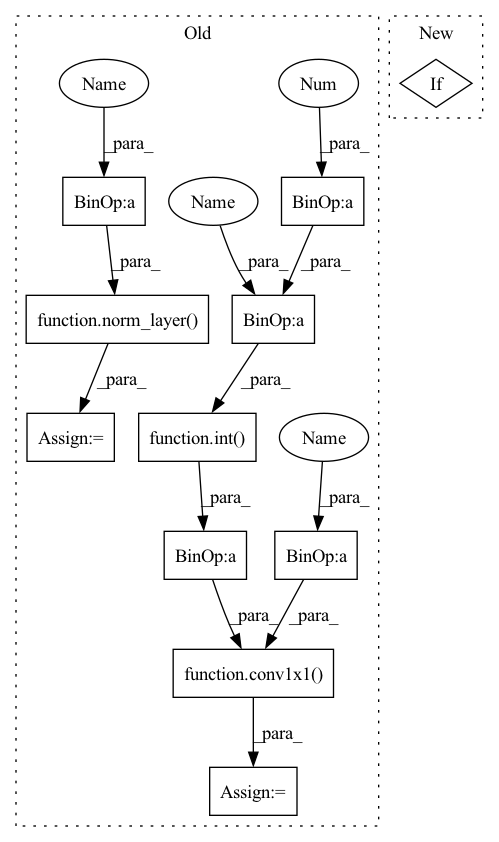 Old
New
Name
Num
If
_para_
_para_
BinOp:a
Name
BinOp:a
_para_
_para_
_para_
function.norm_layer()
BinOp:a
_para_
_para_
Assign:=
function.int()
Name
_para_
_para_
BinOp:a
BinOp:a
_para_
_para_
function.conv1x1()
_para_
Assign:=